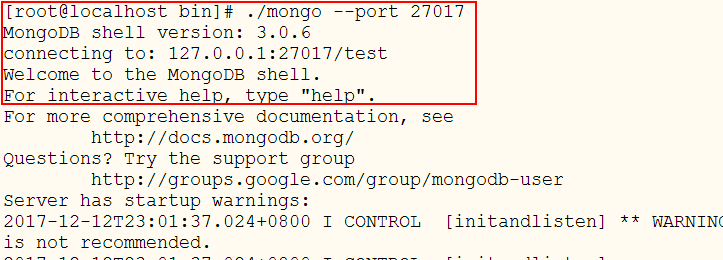 [root@localhost bin]# ./mongo --port 27017
MongoDB shell version: 3.0.6
connecting to: 127.0.0.1:27017/test
Welcome to the MongoDB shell.
For interactive help, type "help".
For more comprehensive documentation, see
http://docs.mongodb.org/
Questions? Try the support group
http://groups.google.com/group/mongodb-user
Server has startup warnings:
2017-12-12T23:01:37.024+0800 I CONTROL  [initandlisten] ** WARNING
is not recommended.